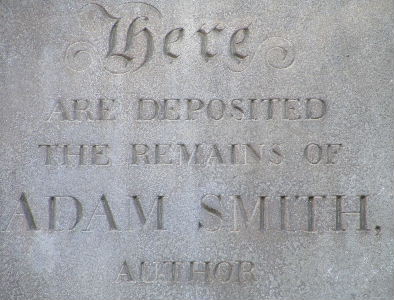 Here
ARE DEPOSITED
THE REMAINS OF
ADAM SMITH,
AUTHOR